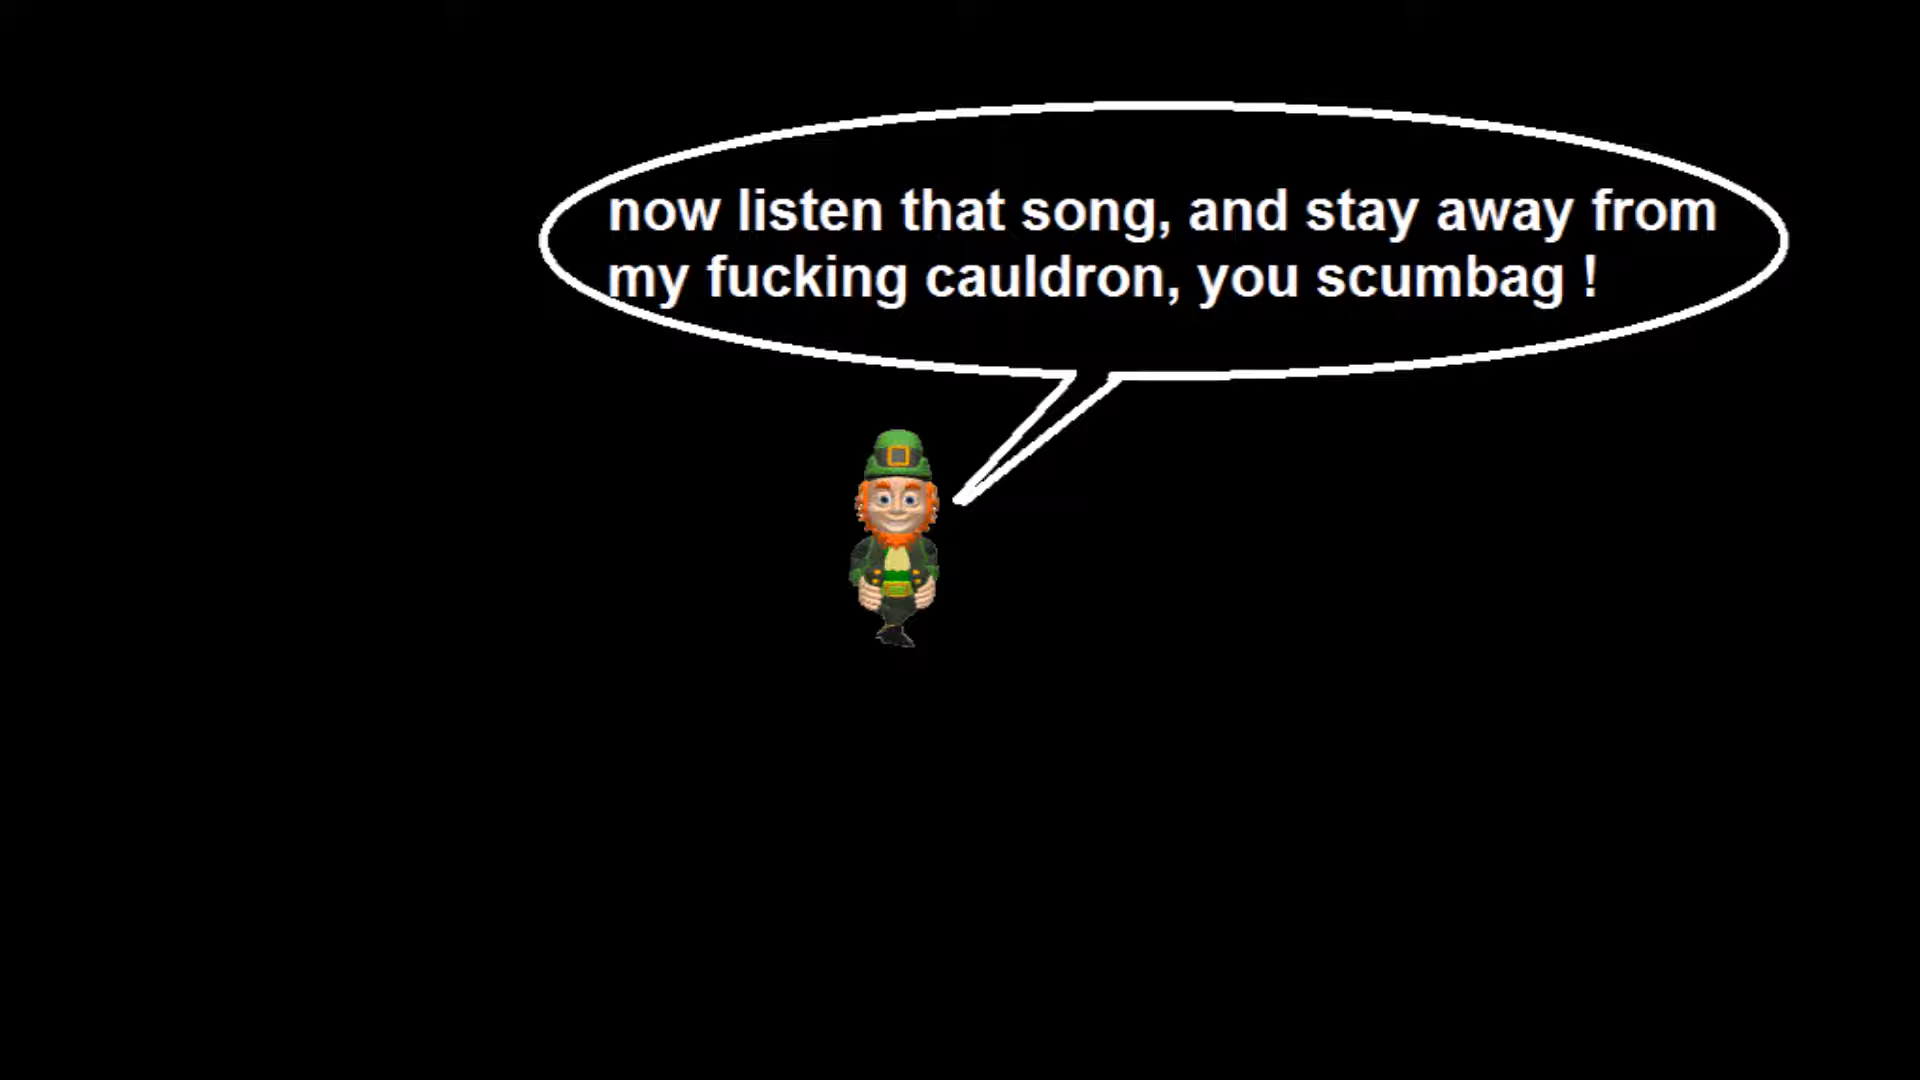 now listen that song, and stay away from
my fucking cauldron, you scumbag !